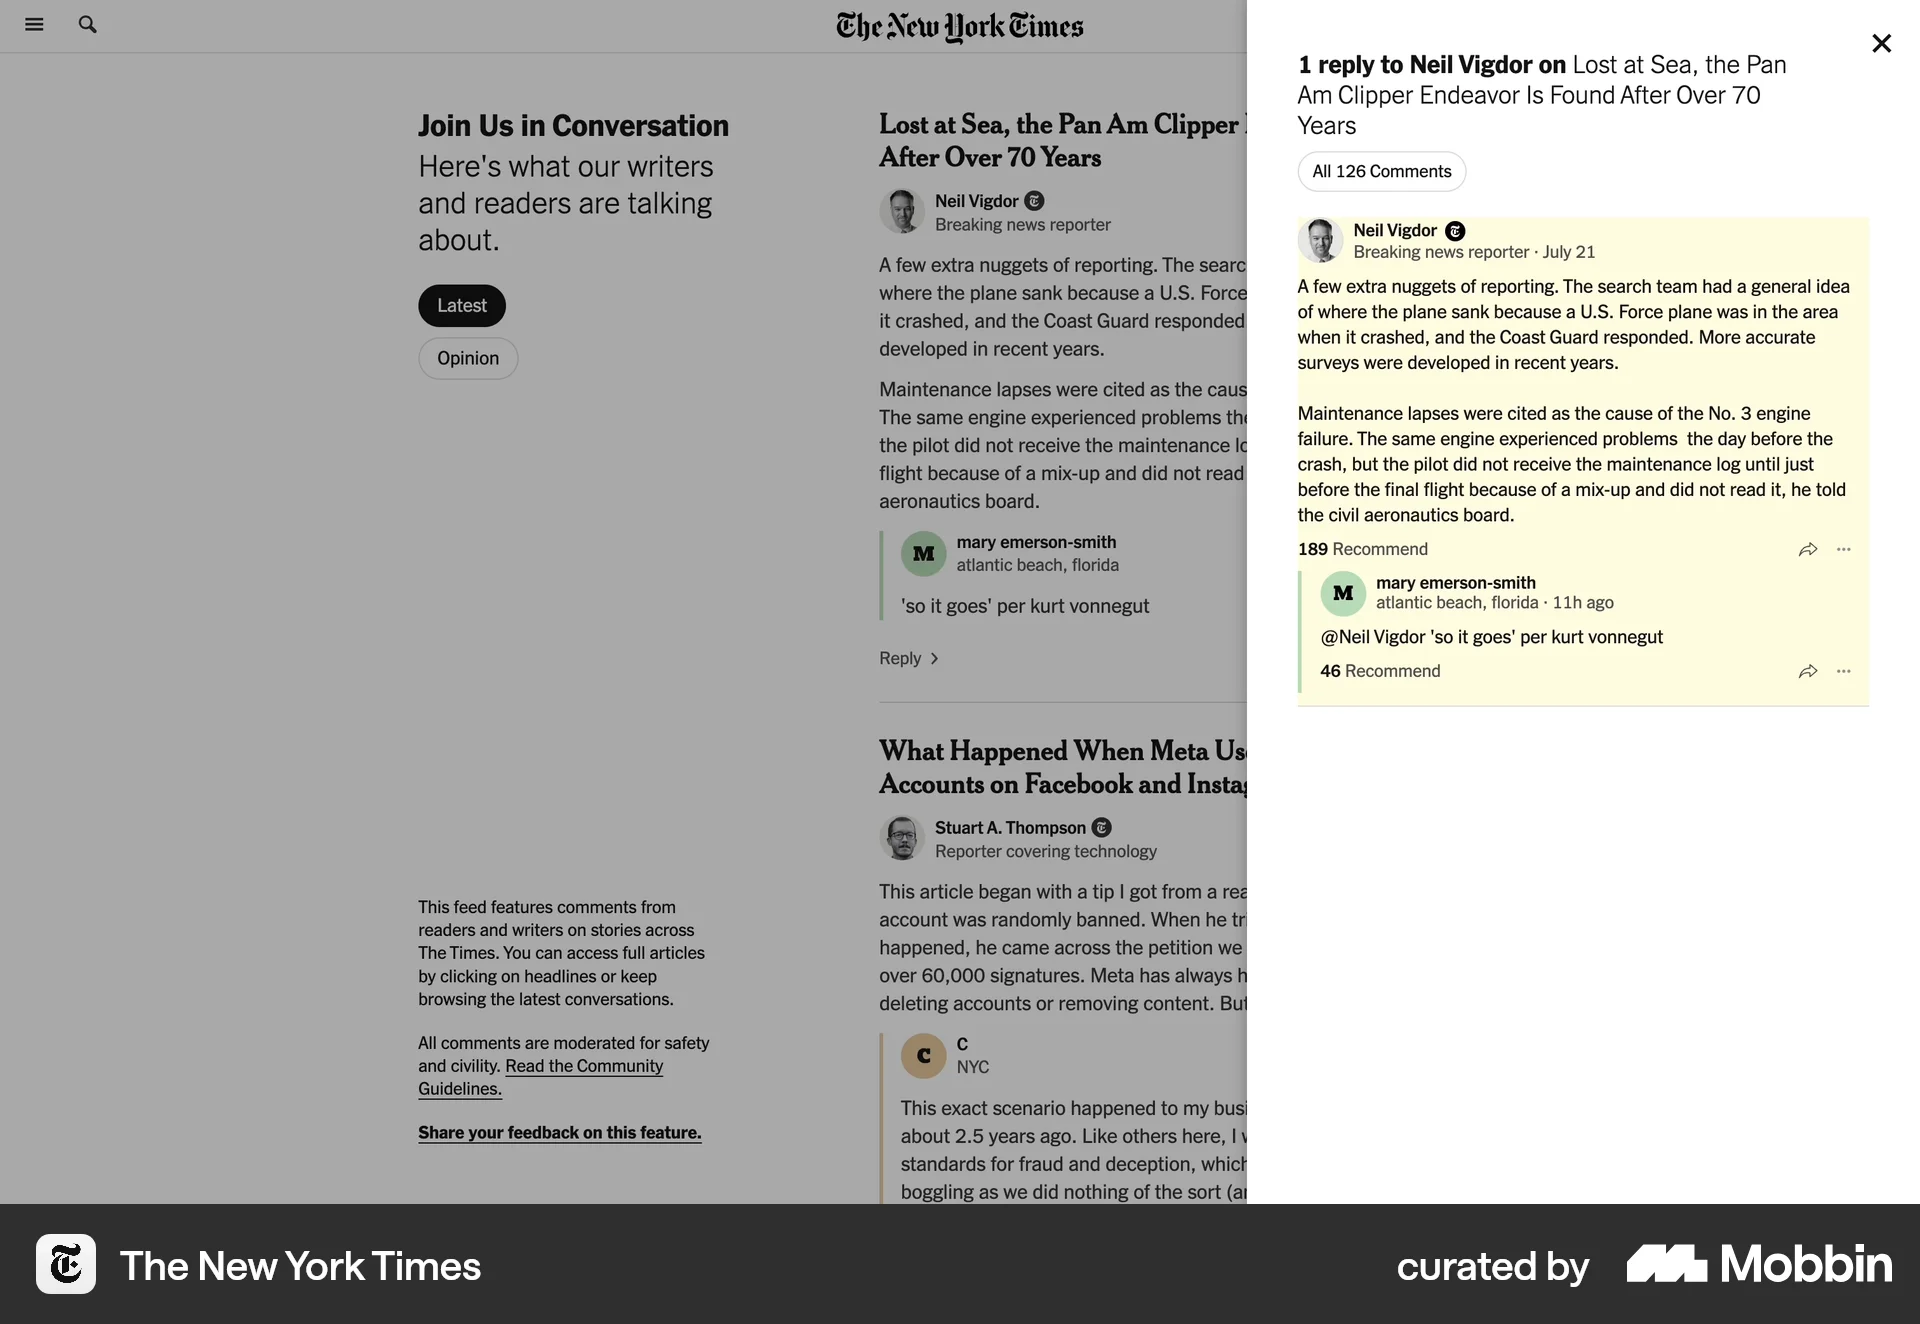 The New York Times
Join Us in Conversation
Here's what our writers
and readers are talking
about.
Latest
Opinion
This feed features comments from
readers and writers on stories across
The Times. You can access full articles
by clicking on headlines or keep
browsing the latest conversations.
All comments are moderated for safety
and civility. Read the Community
Guidelines.
Share your feedback on this feature.
Lost at Sea, the Pan Am Clipper
After Over 70 Years
Neil Vigdor
Breaking news reporter
A few extra nuggets of reporting. The
where the plane sank because a U.S. Force
it crashed, and the Coast Guard responded
developed in recent years.
Maintenance lapses were cited as the
The same engine experienced problems
the pilot did not receive the maintenance
flight because of a mix-up and did not read
aeronautics board.
M
mary emerson-smith
atlantic beach, florida
'so it goes' per kurt vonnegut
Reply
What Happened When Meta
Accounts on Facebook and
Stuart A. Thompson
Reporter covering technology
This article began with a tip I got from a
account was randomly banned. When he
happened, he came across the petition we
over 60,000 signatures. Meta has always
deleting accounts or removing content.
C
C
NYC
This exact scenario happened to my
about 2.5 years ago. Like others here, I
standards for fraud and deception, which
boggling as we did nothing of the sort
1 reply to Neil Vigdor on Lost at Sea, the Pan
Am Clipper Endeavor Is Found After Over 70
Years
All 126 Comments
Neil Vigdor
Breaking news reporter · July 21
A few extra nuggets of reporting. The search team had a general idea
of where the plane sank because a U.S. Force plane was in the area
when it crashed, and the Coast Guard responded. More accurate
surveys were developed in recent years.
Maintenance lapses were cited as the cause of the No. 3 engine
failure. The same engine experienced problems  the day before the
crash, but the pilot did not receive the maintenance log until just
before the final flight because of a mix-up and did not read it, he told
the civil aeronautics board.
189 Recommend
M
mary emerson-smith
atlantic beach, florida · 11h ago
@Neil Vigdor 'so it goes' per kurt vonnegut
46 Recommend
The New York Times
curated by Mobbin